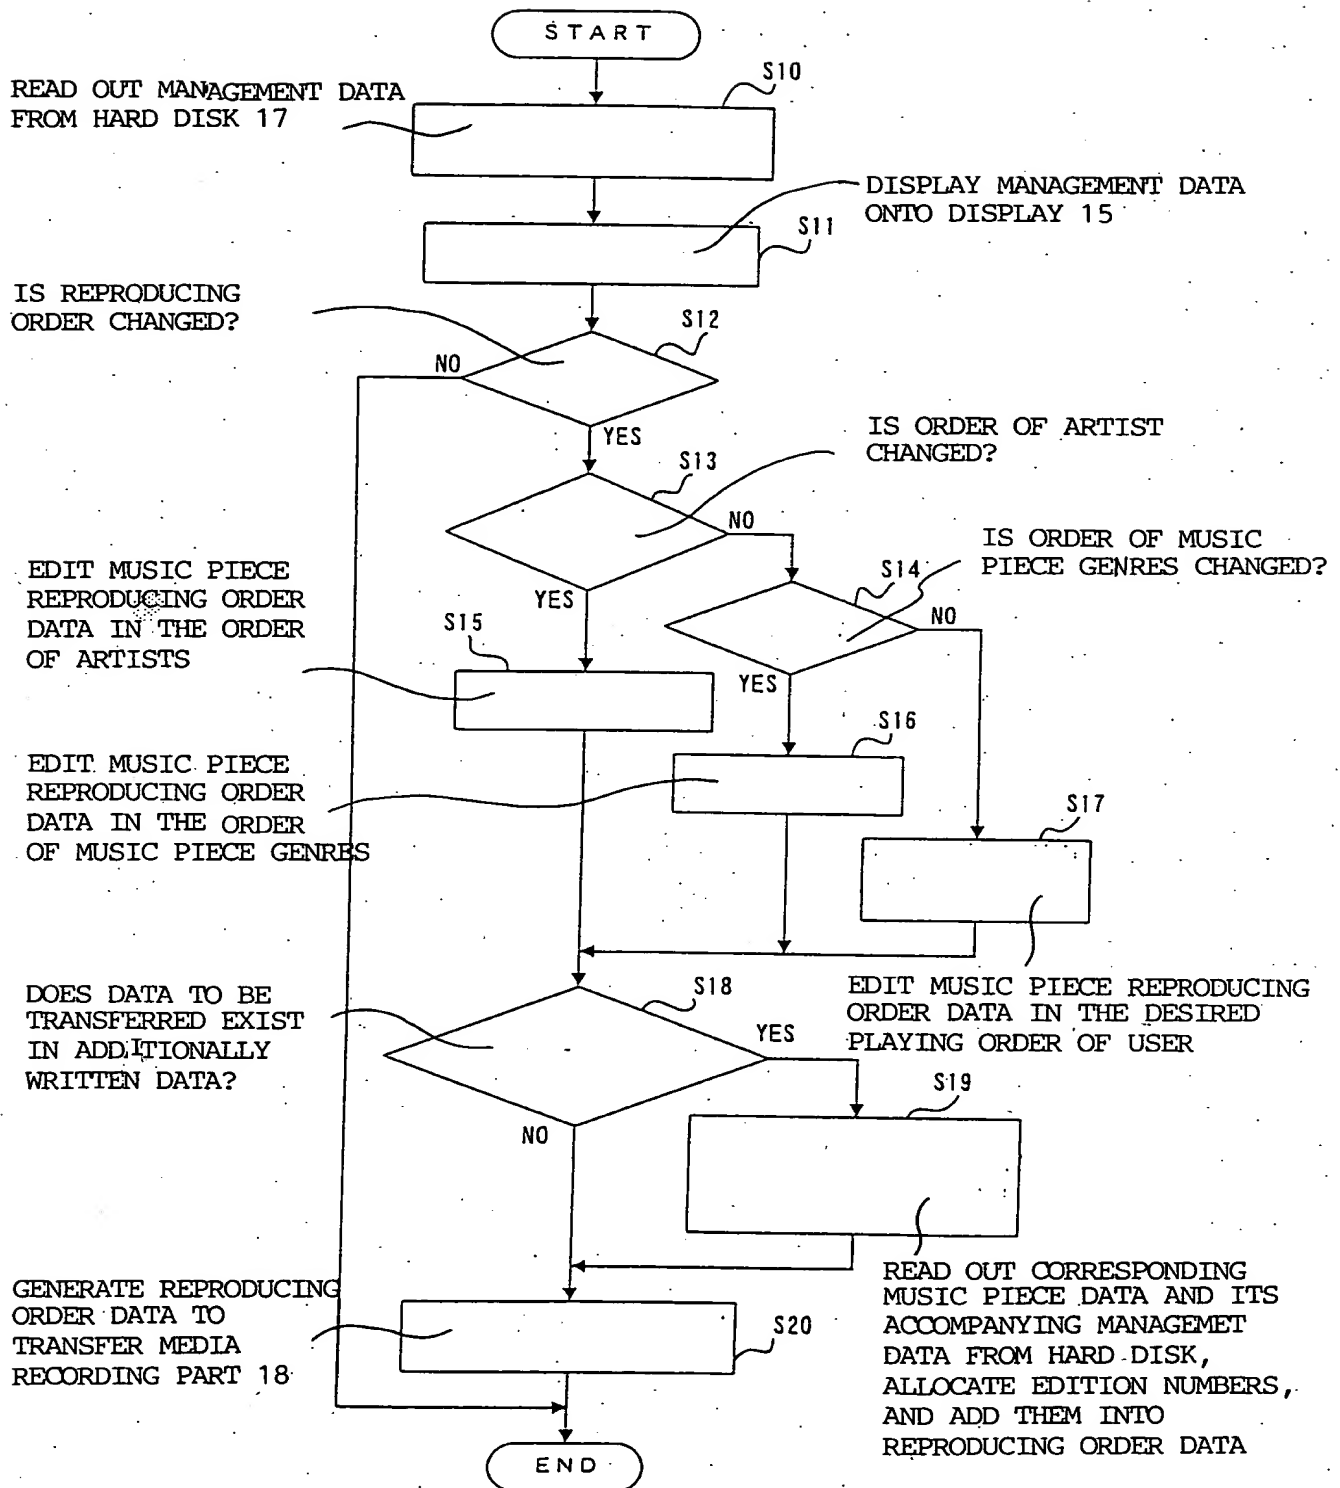 START
S10
READ OUT MANAGEMENT DATA
FROM HARD DISK 17
DISPLAY MANAGEMENT DATA
ONTO DISPLAY 15
S11
IS REPRODUCING
ORDER CHANGED?
S12
NO
YES
IS ORDER OF ARTIST
CHANGED?
S13
NO
IS ORDER OF MUSIC
PIECE GENRES CHANGED?
S14
NO
EDIT MUSIC PIECE
REPRODUCING ORDER
DATA IN THE ORDER
OF ARTISTS
YES
S15
YES
S16
EDIT MUSIC PIECE
REPRODUCING ORDER
DATA IN THE ORDER
OF MUSIC PIECE GENRES
S17
EDIT MUSIC PIECE REPRODUCING
ORDER DATA IN THE DESIRED
PLAYING ORDER OF USER
DOES DATA TO BE
TRANSFERRED EXIST
IN ADDITIONALLY
WRITTEN DATA?
S18
YES
S19
NO
READ OUT CORRESPONDING
MUSIC PIECE DATA AND ITS
ACCOMPANYING MANAGEMET
DATA FROM HARD DISK,
ALLOCATE EDITION NUMBERS,
AND ADD THEM INTO
REPRODUCING ORDER DATA
GENERATE REPRODUCING
ORDER DATA TO
TRANSFER MEDIA
RECORDING PART 18
S20
END